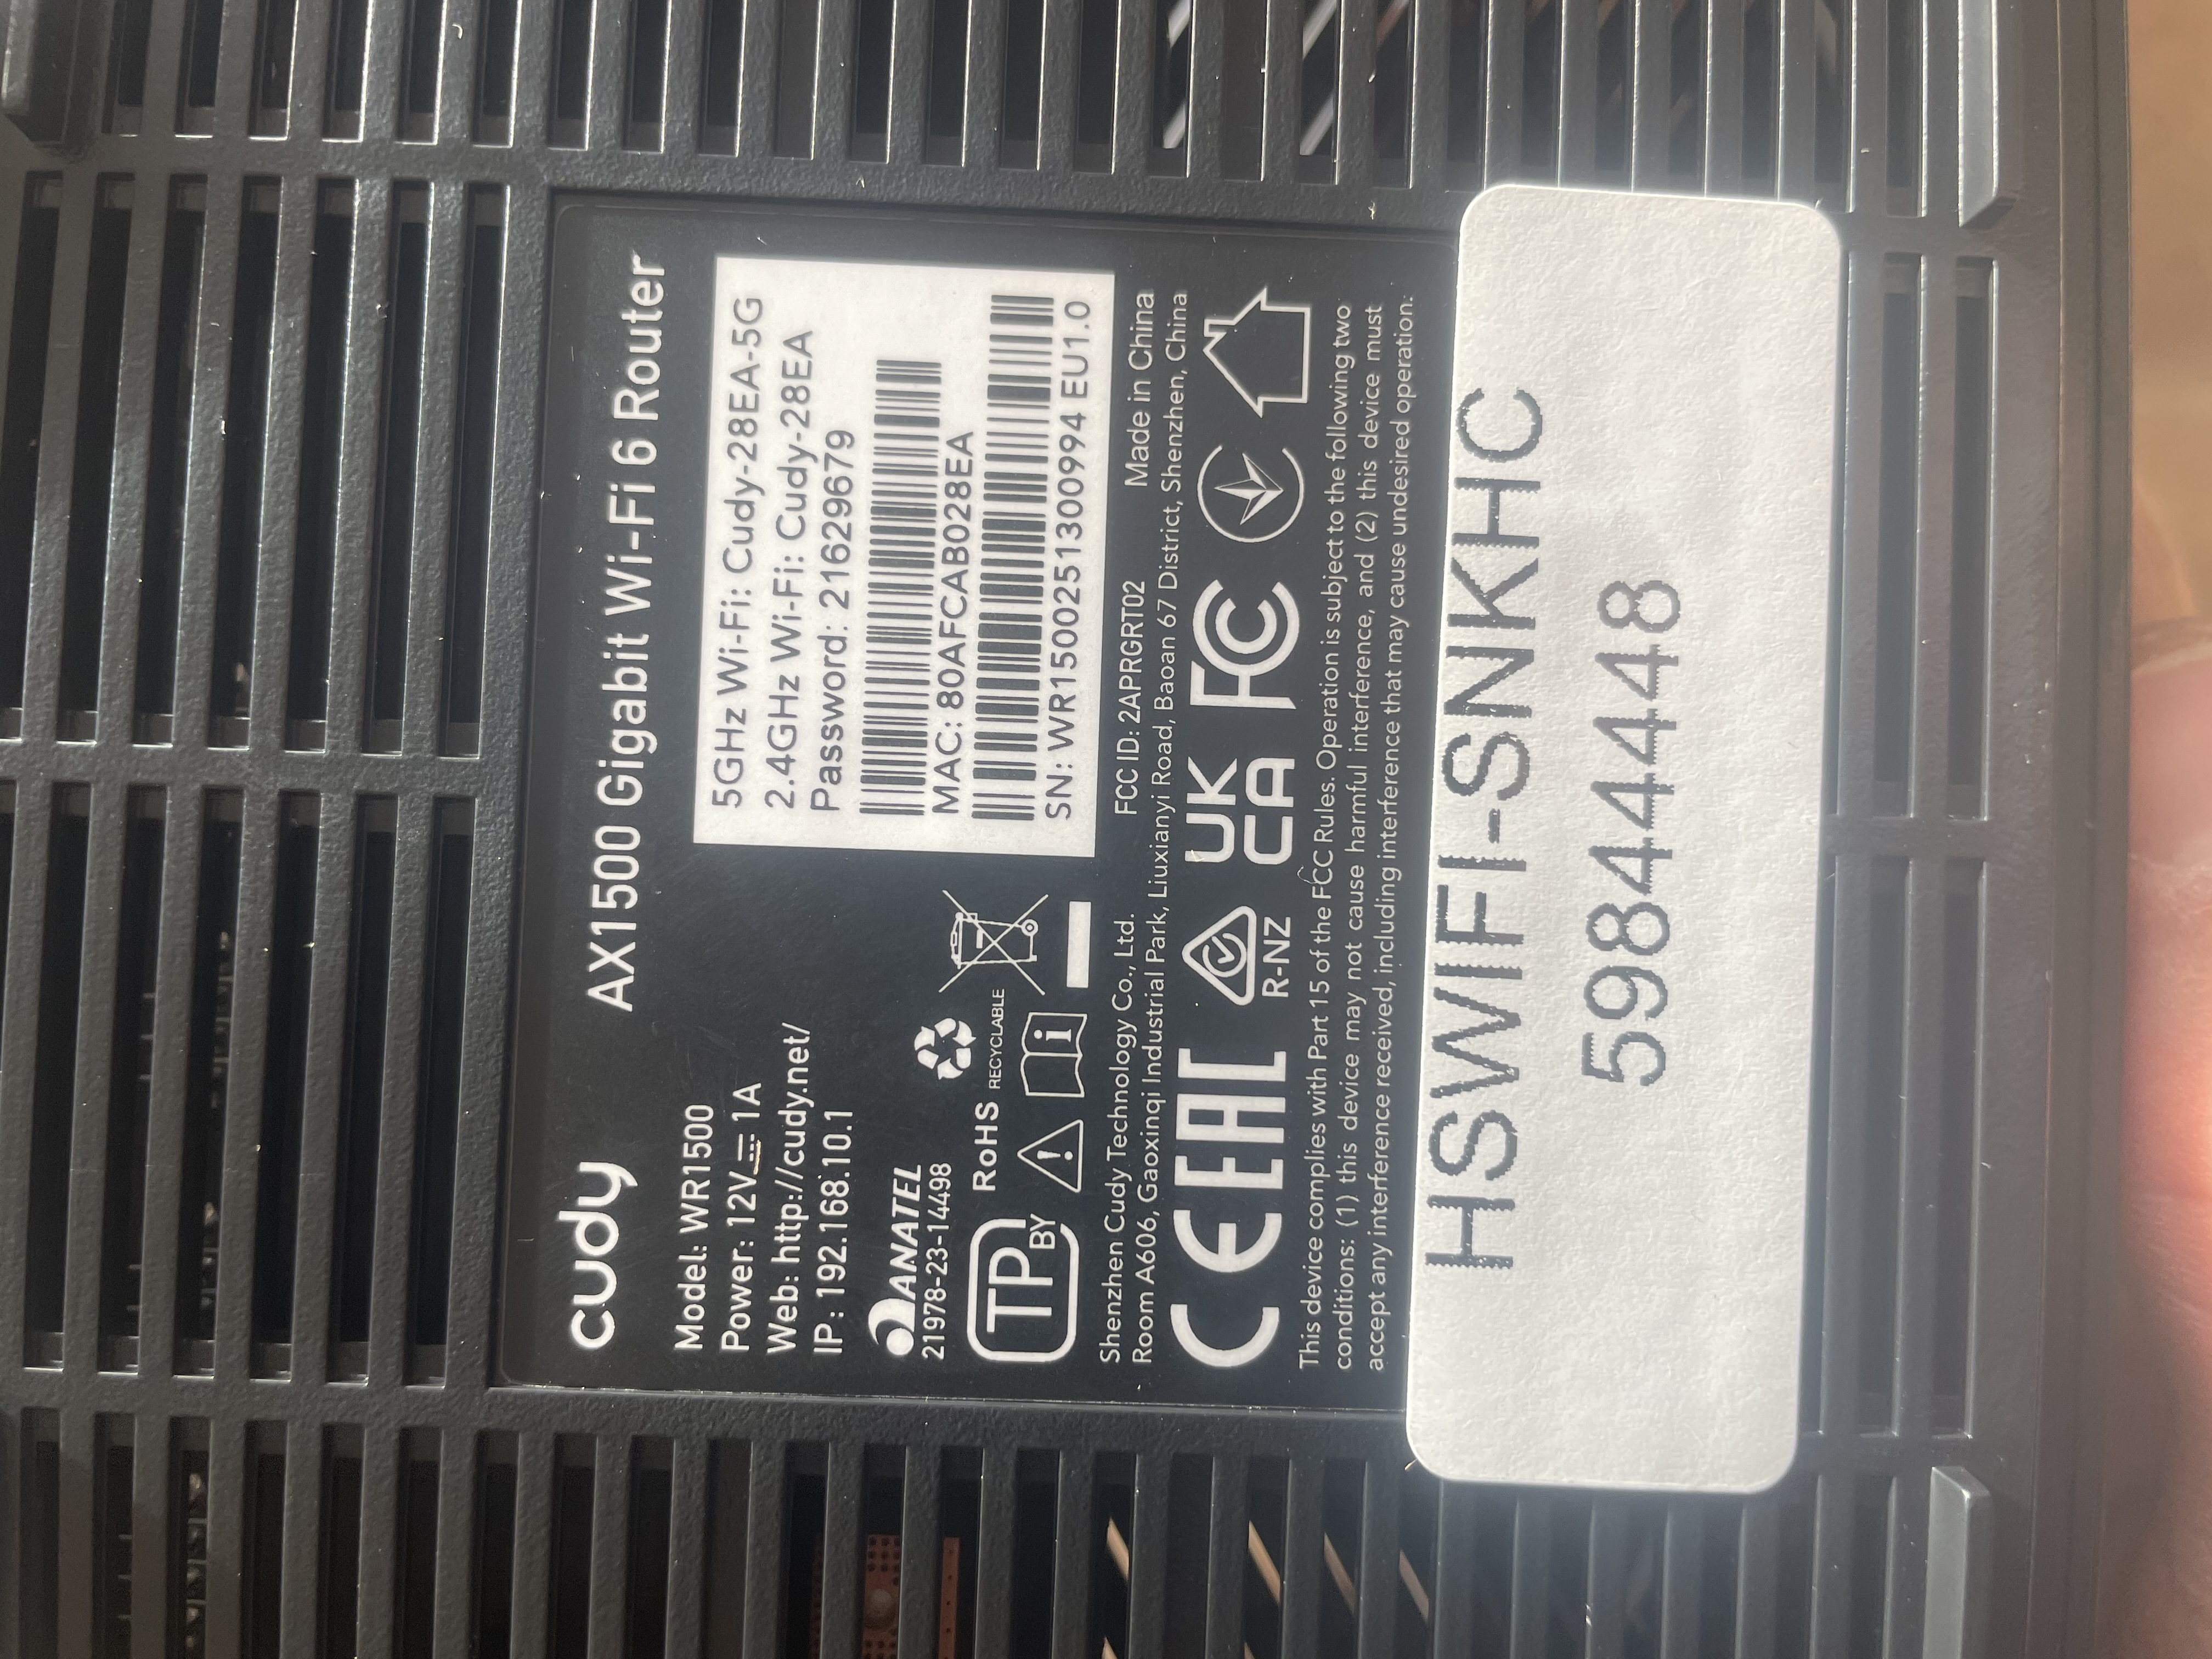 cudy
AX1500 Gigabit Wi-Fi 6 Router
Model: WR1500
Power: 12V⎓1A
Web: http://cudy.net/
IP: 192.168.10.1
5GHz Wi-Fi: Cudy-28EA-5G
2.4GHz Wi-Fi: Cudy-28EA
Password: 21629679
MAC: 80AFCAB028EA
SN: WR1500251300994 EU1.0
ANATEL
21978-23-14498
TP BY
RoHS
RECYCLABLE
Shenzhen Cudy Technology Co., Ltd.
FCC ID: 2APRGRT02
Made in China
Room A606, Gaoxinqi Industrial Park, Liuxianyi Road, Baoan 67 District, Shenzhen, China
CE EAC R-NZ UK CA FC
This device complies with Part 15 of the FCC Rules. Operation is subject to the following two
conditions: (1) this device may not cause harmful interference, and (2) this device must
accept any interference received, including interference that may cause undesired operation.
HSWIFI-SNKHC
59844448